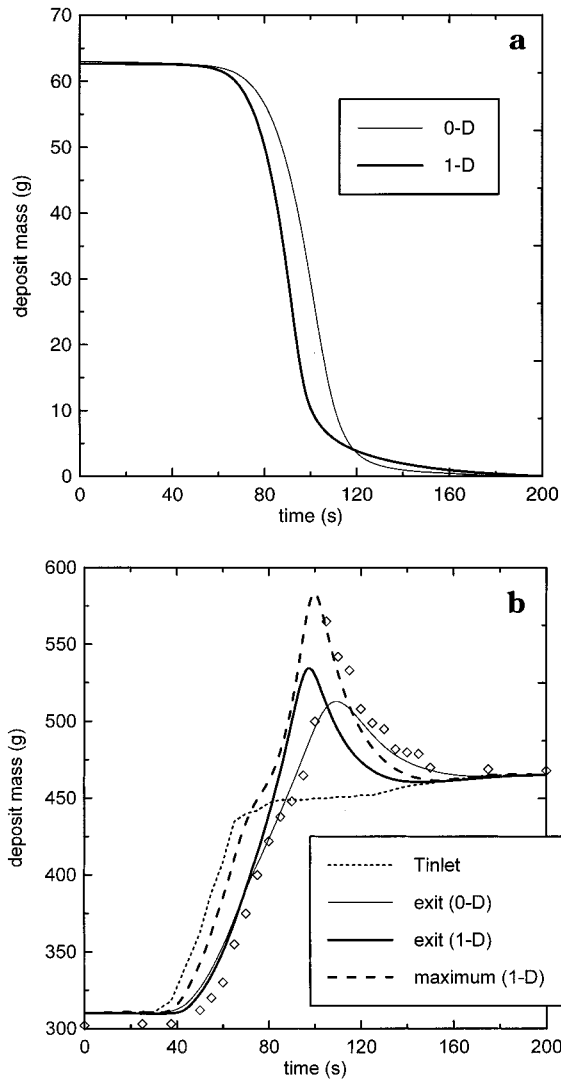 a
70
60
50
40
30
20
10
0
deposit mass (g)
0-D
1-D
0 40 80 120 160 200
time (s)
b
600
550
500
450
400
350
300
deposit mass (g)
Tinlet
exit (0-D)
exit (1-D)
maximum (1-D)
0 40 80 120 160 200
time (s)